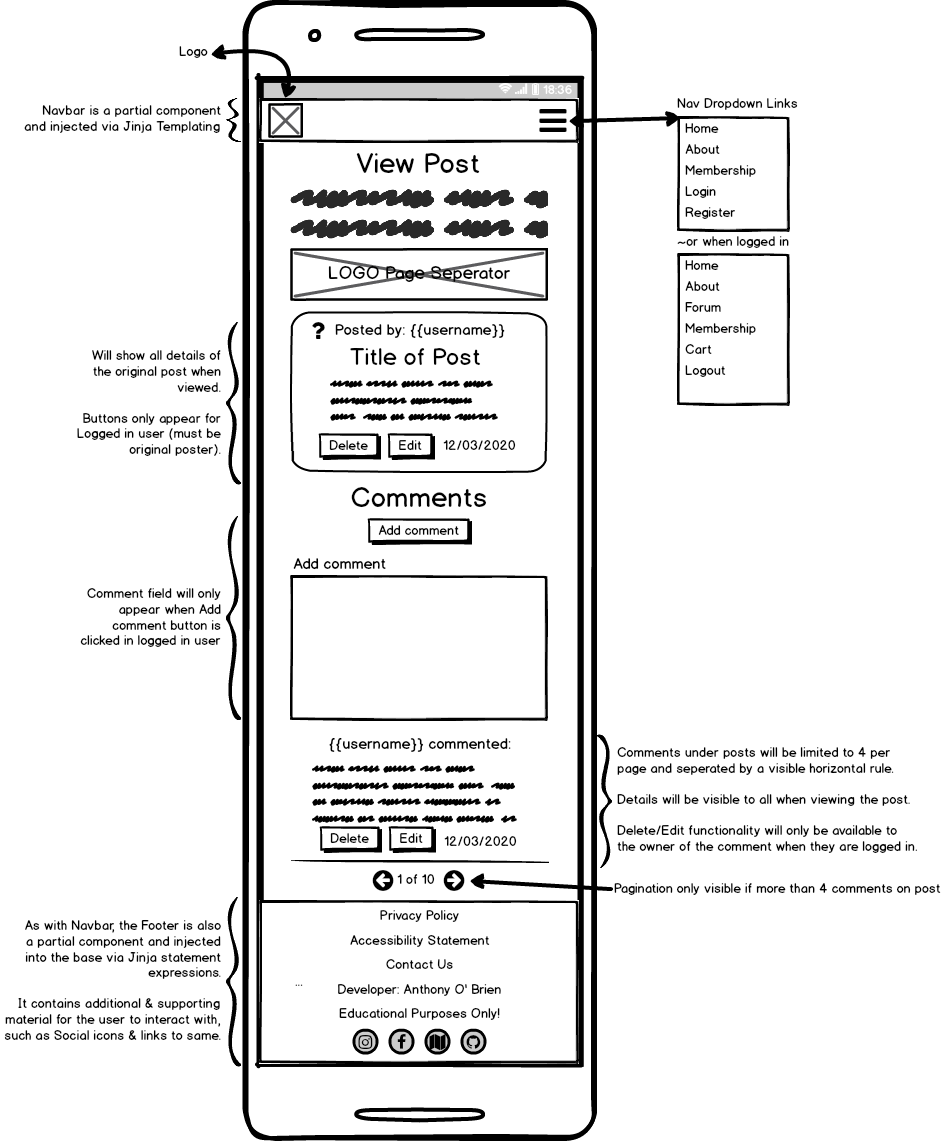 Logo
18:36
Navbar is a partial component
and injected via Jinja Templating
Nav Dropdown Links
Home
About
Membership
Login
Register
~or when logged in
Home
About
Forum
Membership
Cart
Logout
View Post
LOGO Page Seperator
Will show all details of
the original post when
viewed.
Buttons only appear for
Logged in user (must be
original poster).
? Posted by: {{username}}
Title of Post
Delete Edit 12/03/2020
Comments
Add comment
Add comment
Comment field will only
appear when Add
comment button is
clicked in logged in user
{{username}} commented:
Delete Edit 12/03/2020
Comments under posts will be limited to 4 per
page and seperated by a visible horizontal rule.
Details will be visible to all when viewing the post.
Delete/Edit functionality will only be available to
the owner of the comment when they are logged in.
1 of 10
Pagination only visible if more than 4 comments on post
As with Navbar, the Footer is also
a partial component and injected
into the base via Jinja statement
expressions.
It contains additional & supporting
material for the user to interact with,
such as Social icons & links to same.
Privacy Policy
Accessibility Statement
Contact Us
...
Developer: Anthony O' Brien
Educational Purposes Only!